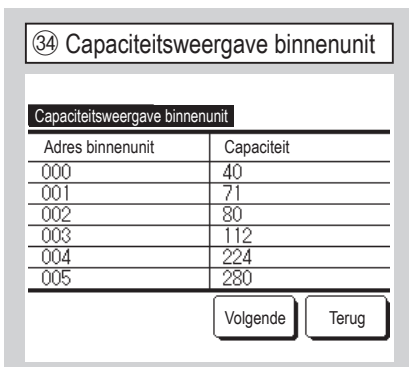 ㉞ Capaciteitsweergave binnenunit
Capaciteitsweergave binnenunit
Adres binnenunit Capaciteit
000 40
001 71
002 80
003 112
004 224
005 280
Volgende Terug